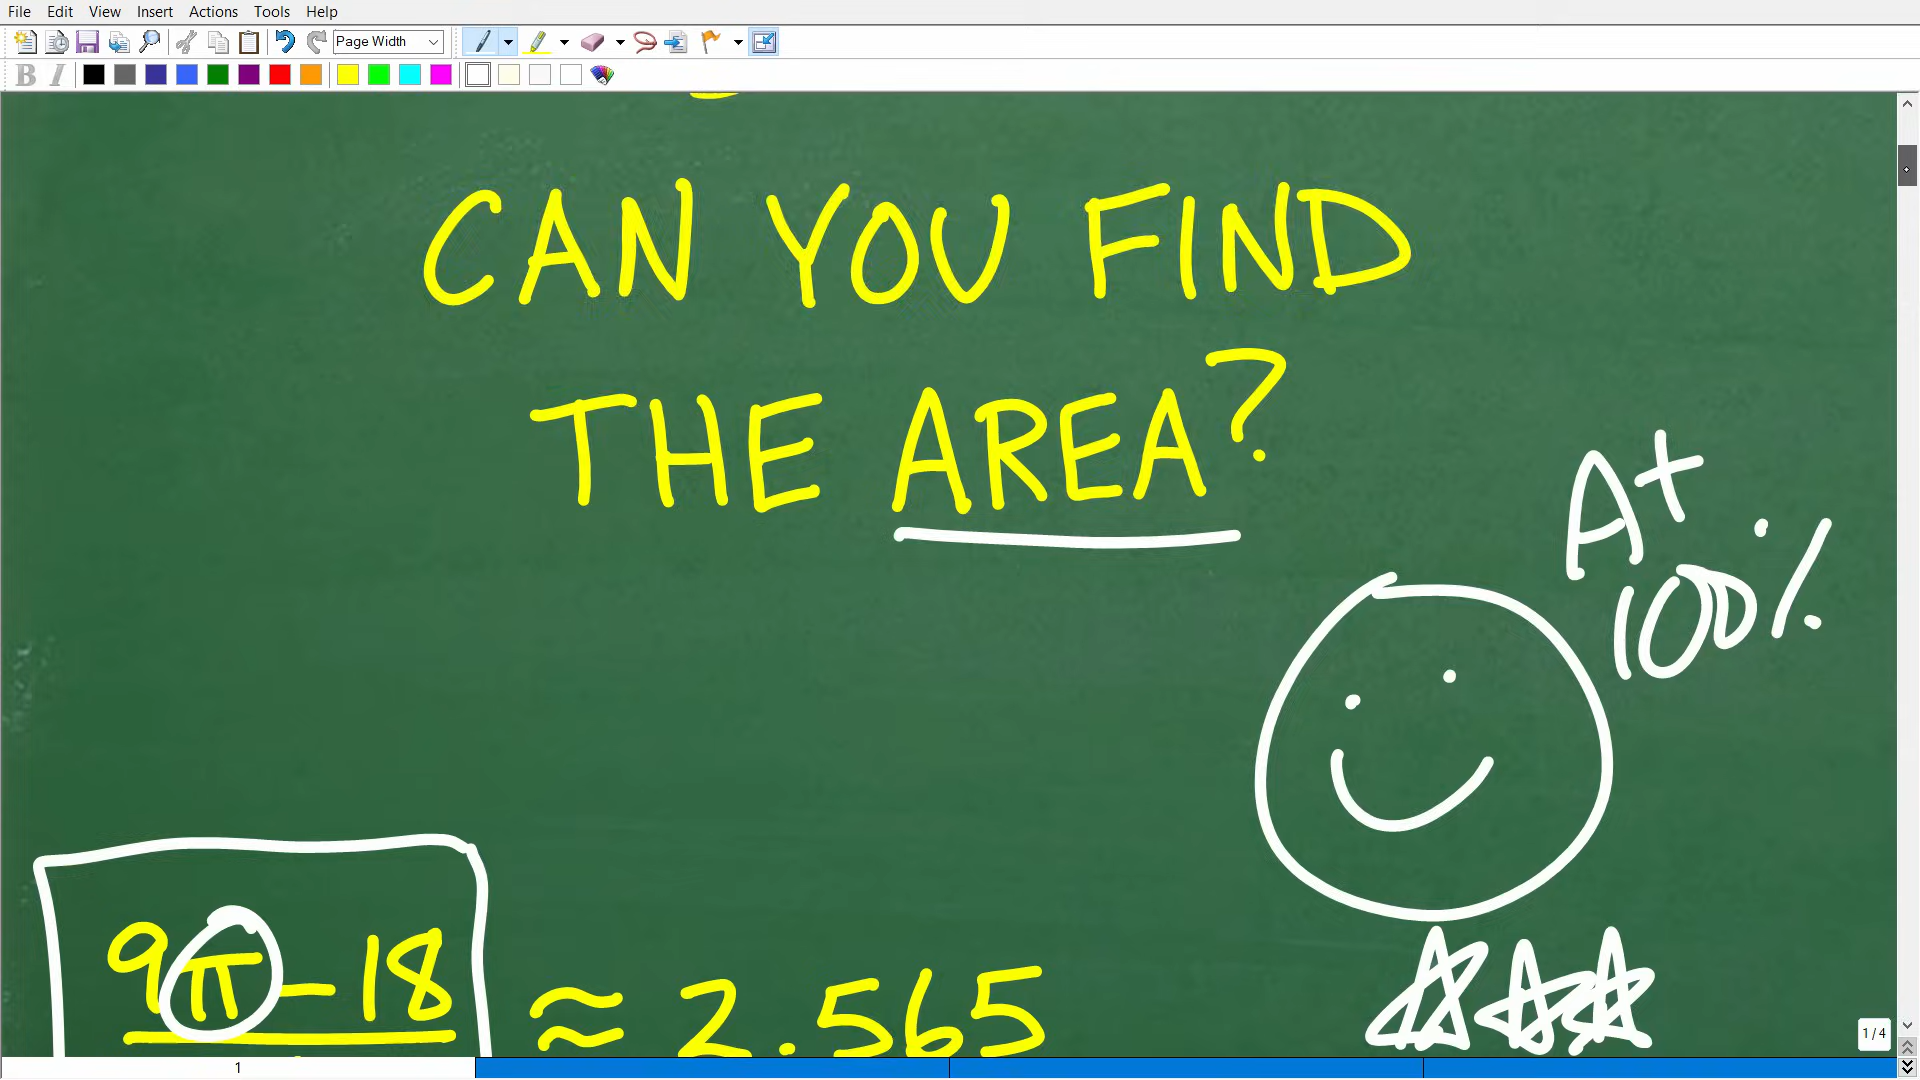 File Edit View Insert Actions Tools Help
Page Width
B I
CAN YOU FIND
THE AREA?
A+
100%
9π-18 ≈ 2.565
1 / 4
1